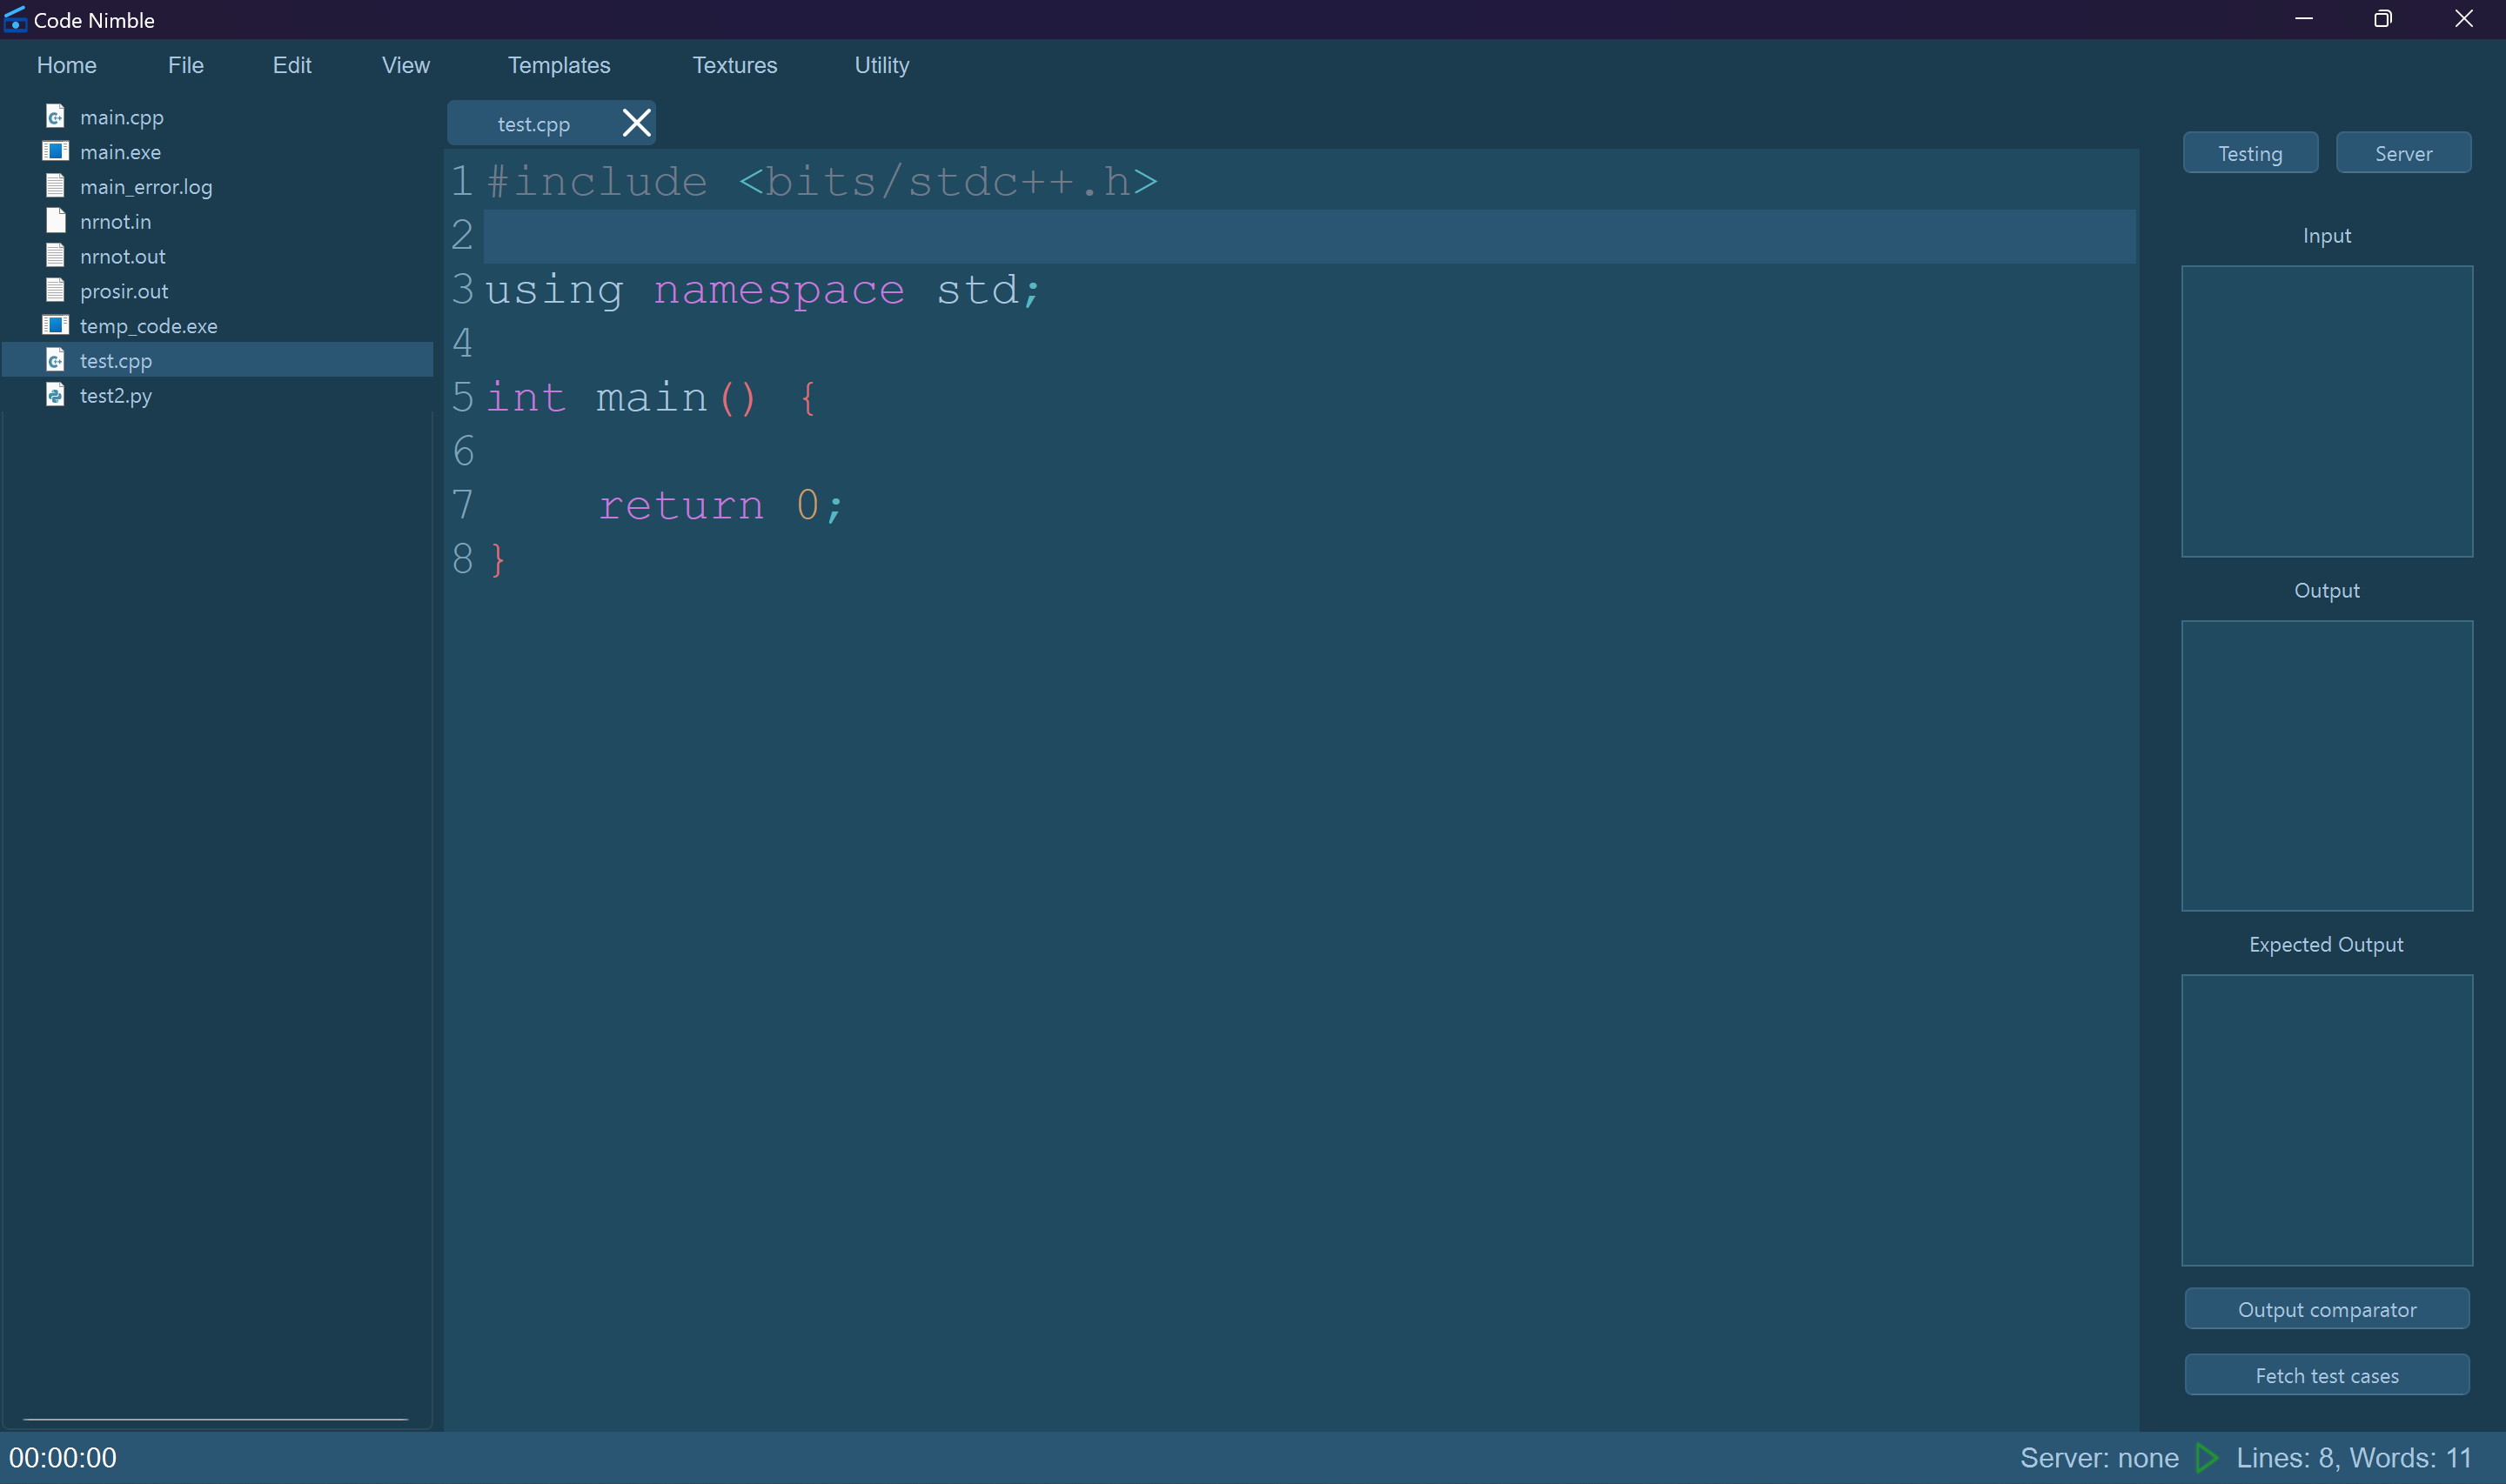 Code Nimble
Home File Edit View Templates Textures Utility
main.cpp
main.exe
main_error.log
nrnot.in
nrnot.out
prosir.out
temp_code.exe
test.cpp
test2.py
test.cpp
1 #include <bits/stdc++.h>
2
3 using namespace std;
4
5 int main() {
6
7     return 0;
8 }
Testing Server
Input
Output
Expected Output
Output comparator
Fetch test cases
00:00:00
Server: none Lines: 8, Words: 11